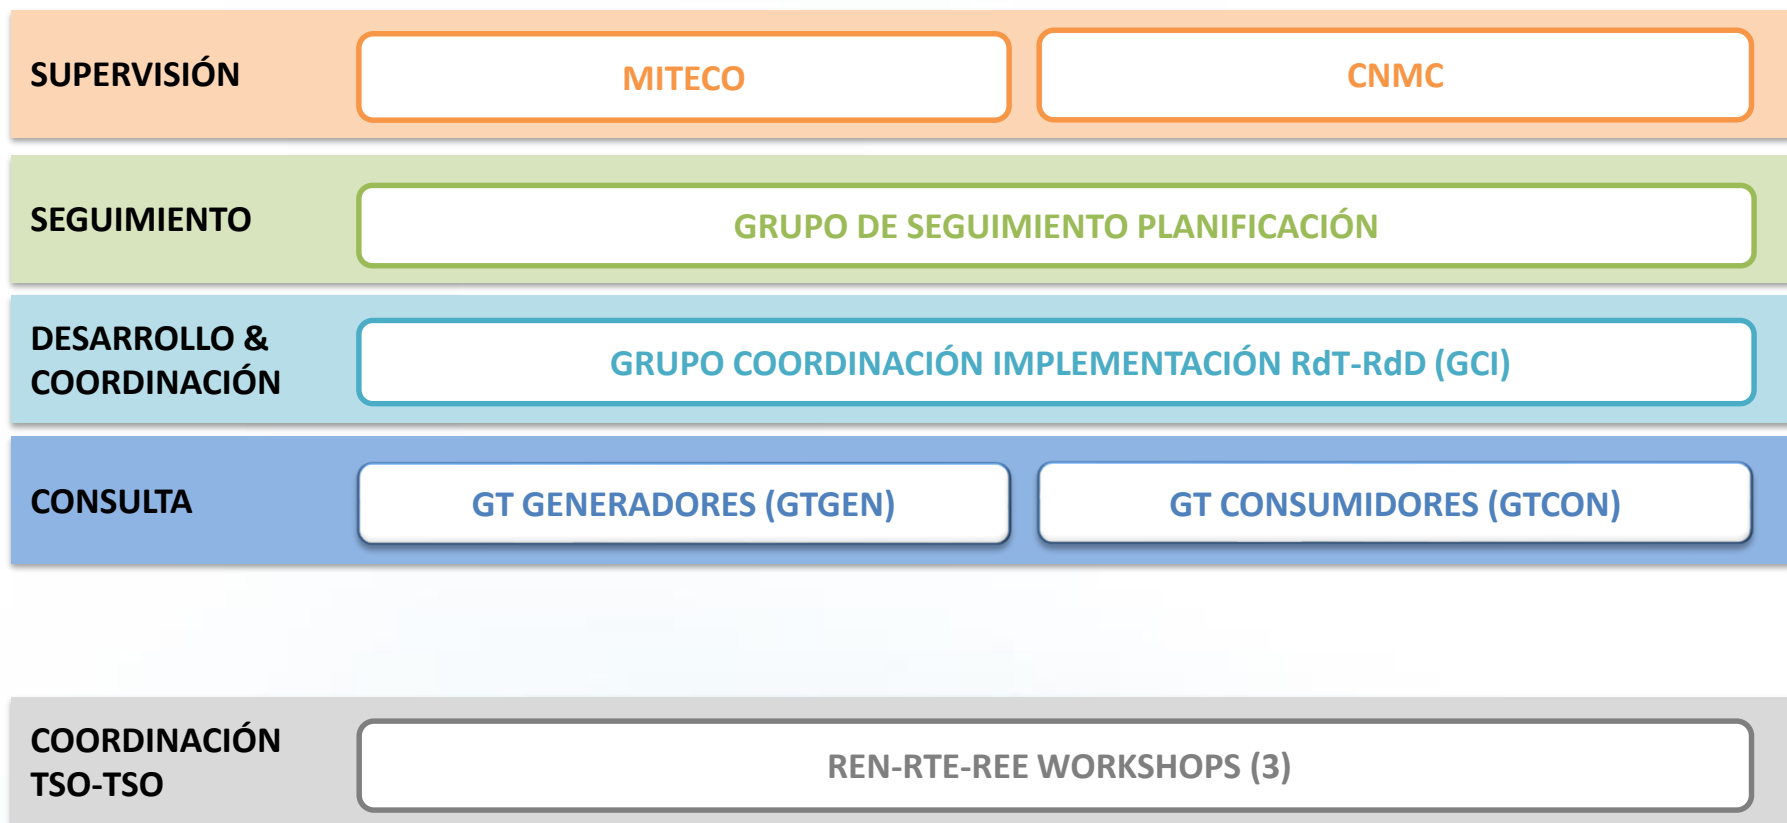 SUPERVISIÓN
MITECO
CNMC
SEGUIMIENTO
GRUPO DE SEGUIMIENTO PLANIFICACIÓN
DESARROLLO &
COORDINACIÓN
GRUPO COORDINACIÓN IMPLEMENTACIÓN RdT-RdD (GCI)
CONSULTA
GT GENERADORES (GTGEN)
GT CONSUMIDORES (GTCON)
COORDINACIÓN
TSO-TSO
REN-RTE-REE WORKSHOPS (3)